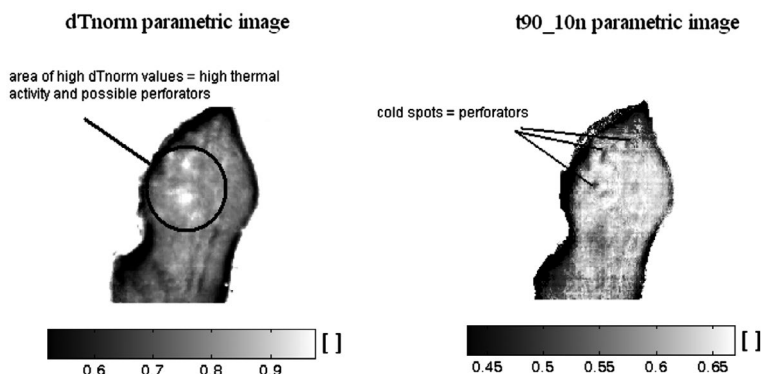 dTnorm parametric image
area of high dTnorm values = high thermal
activity and possible perforators
0.6 0.7 0.8 0.9
[ ]
t90_10n parametric image
cold spots = perforators
0.45 0.5 0.55 0.6 0.65
[ ]